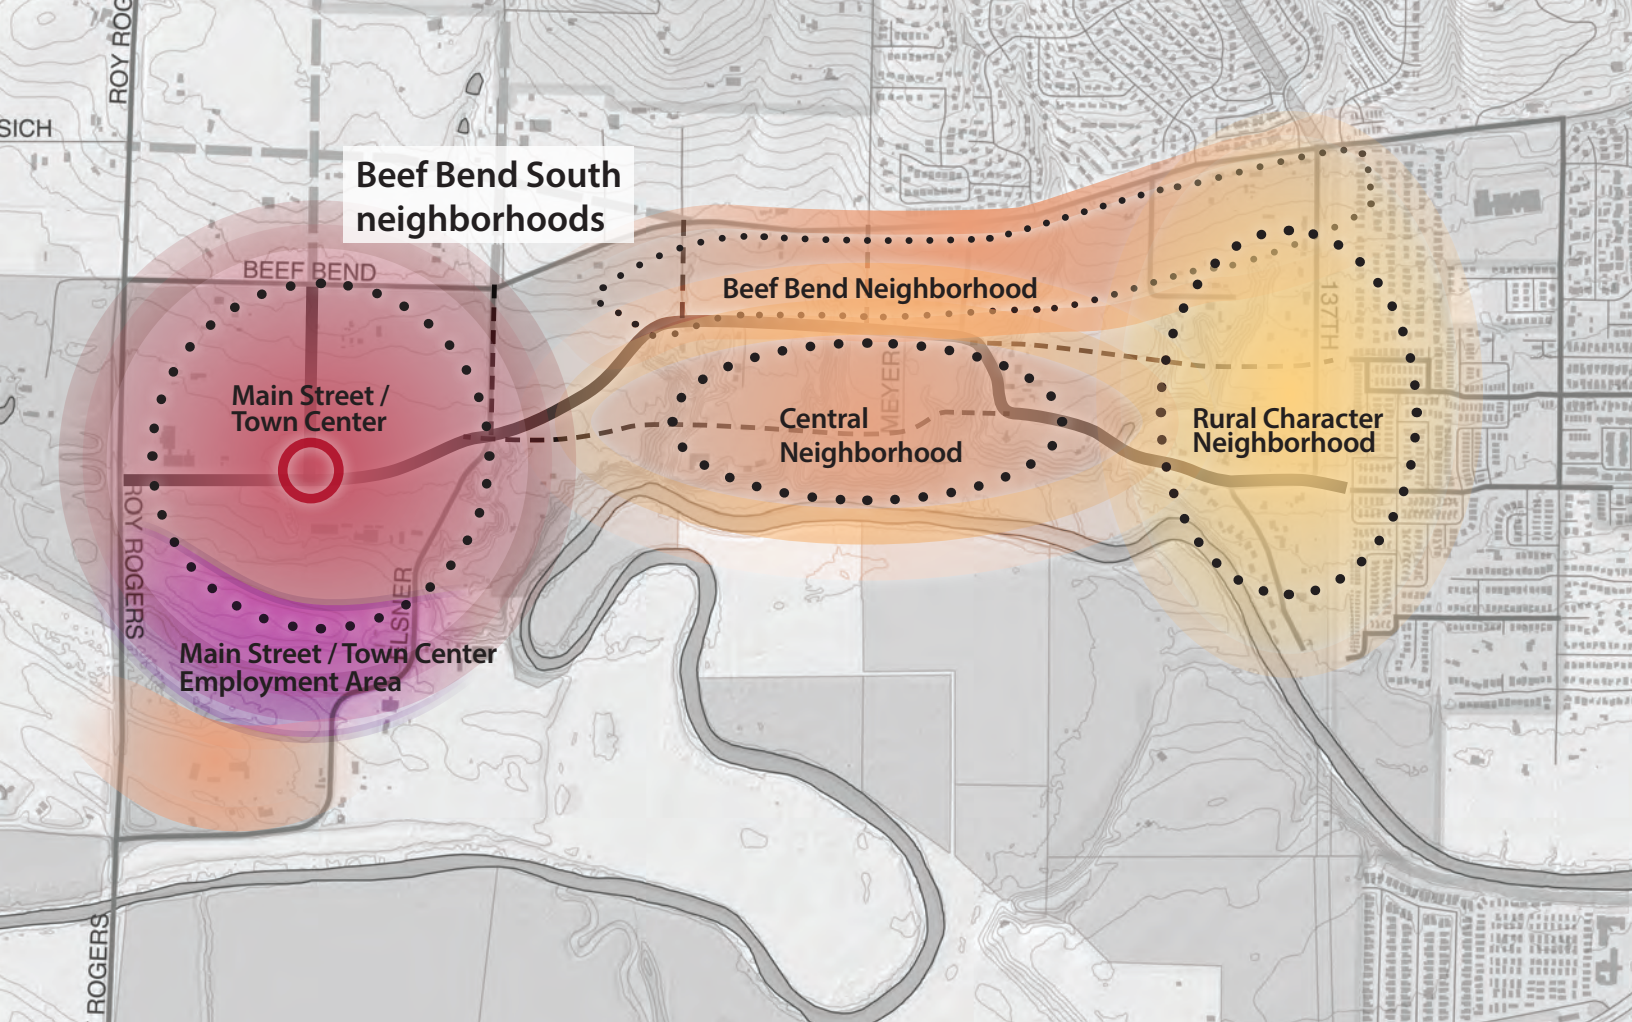 ROY ROG
SICH
Beef Bend South
neighborhoods
BEEF BEND
Beef Bend Neighborhood
137TH
MEYER
Main Street /
Town Center
Central
Neighborhood
Rural Character
Neighborhood
ROY ROGERS
ELSNER
Main Street / Town Center
Employment Area
ROGERS